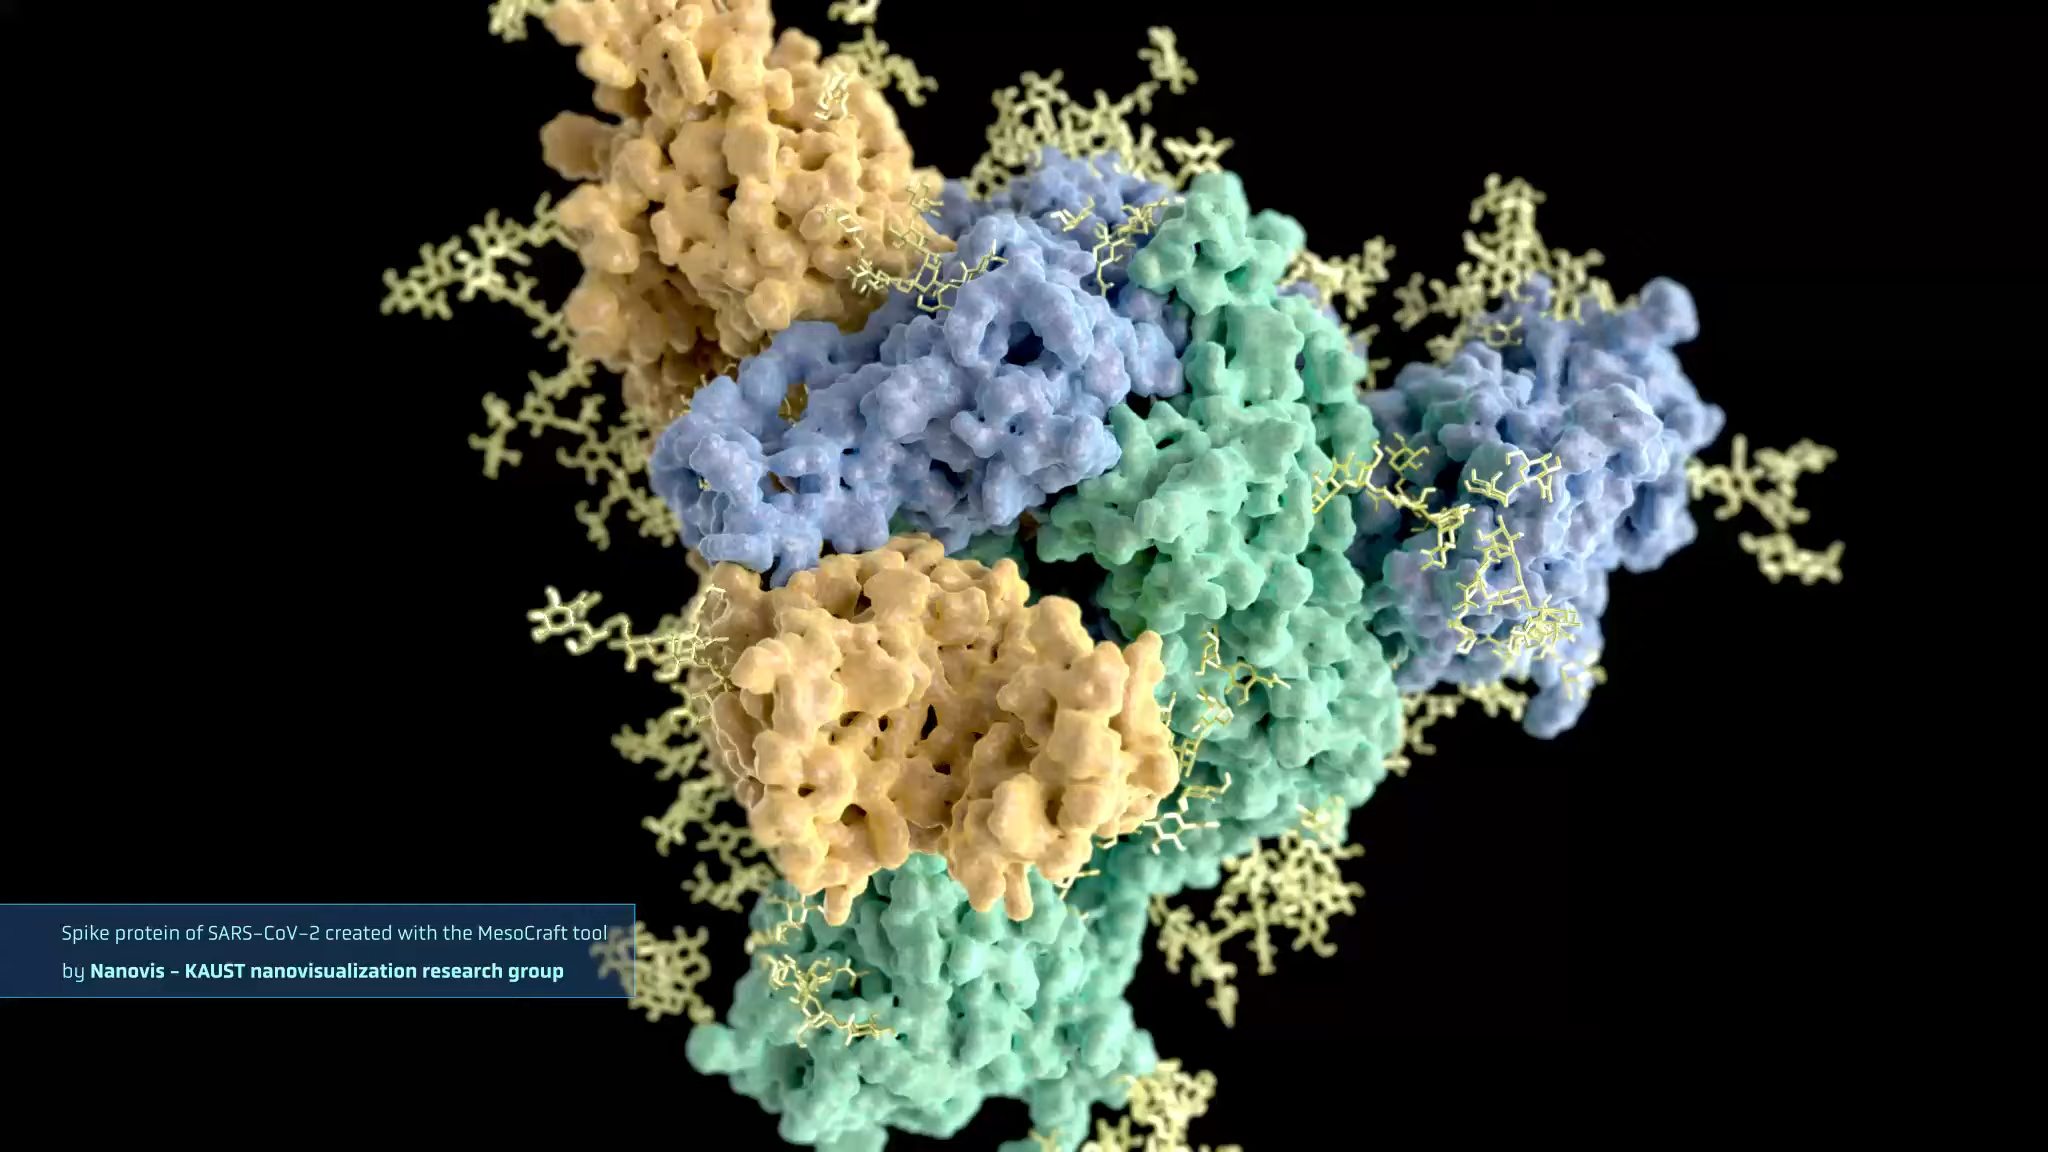 Spike protein of SARS-CoV-2 created with the MesoCraft tool
by Nanovis - KAUST nanovisualization research group